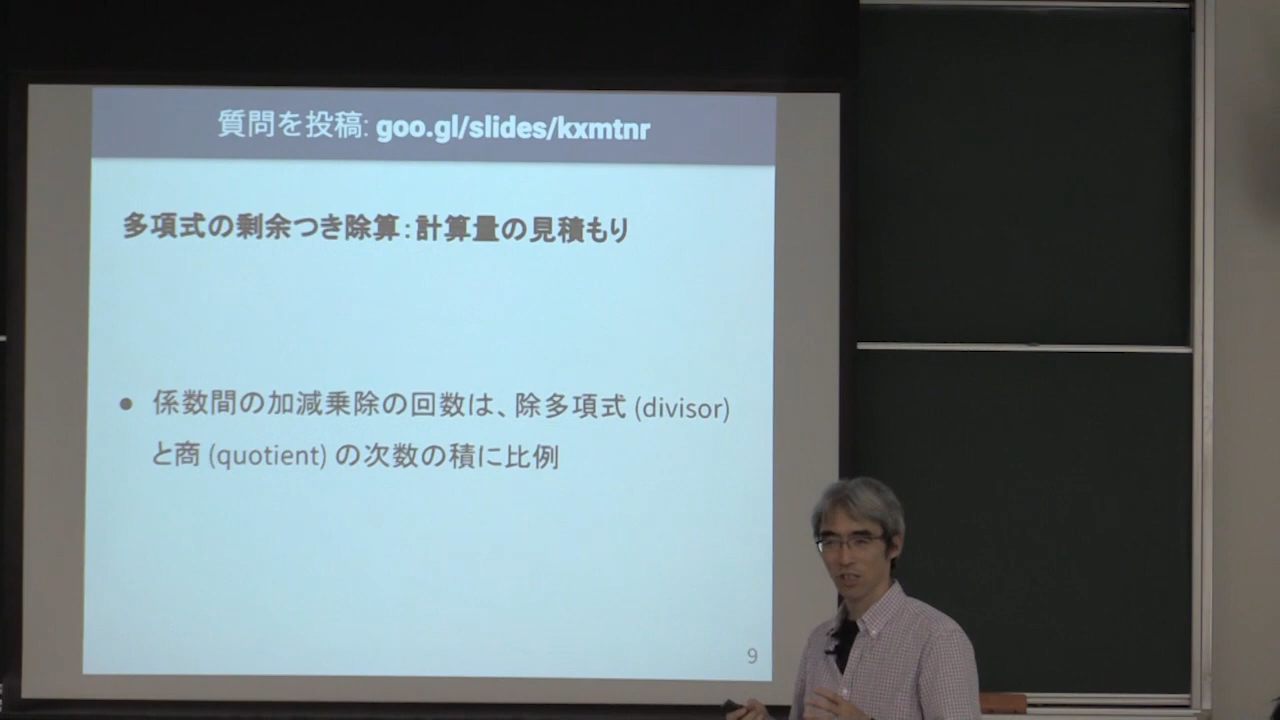 質問を投稿: goo.gl/slides/kxmtnr
多項式の剰余つき除算：計算量の見積もり
● 係数間の加減乗除の回数は、除多項式 (divisor)
と商 (quotient) の次数の積に比例
9